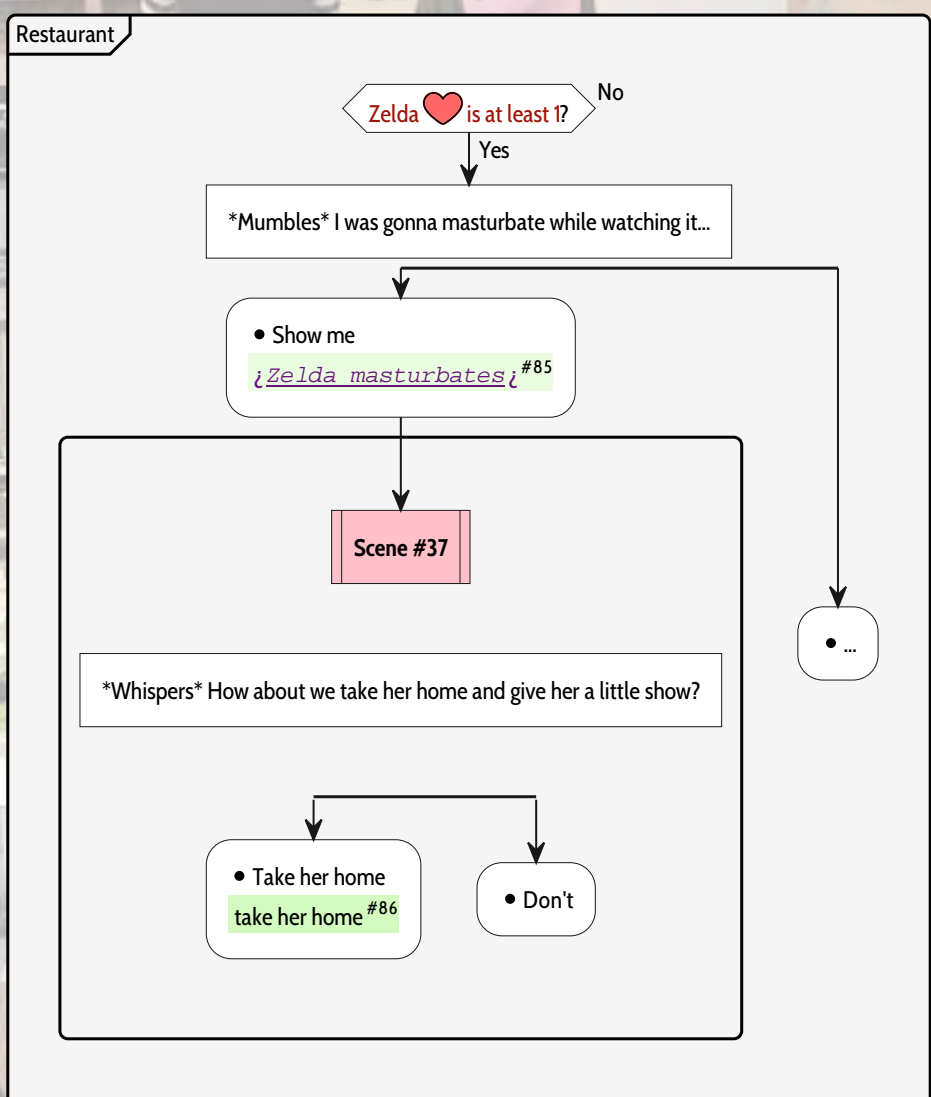 Restaurant
Zelda is at least 1?
No
Yes
*Mumbles* I was gonna masturbate while watching it...
• Show me
¿Zelda masturbates¿ #85
Scene #37
• ...
*Whispers* How about we take her home and give her a little show?
• Take her home
take her home #86
• Don't